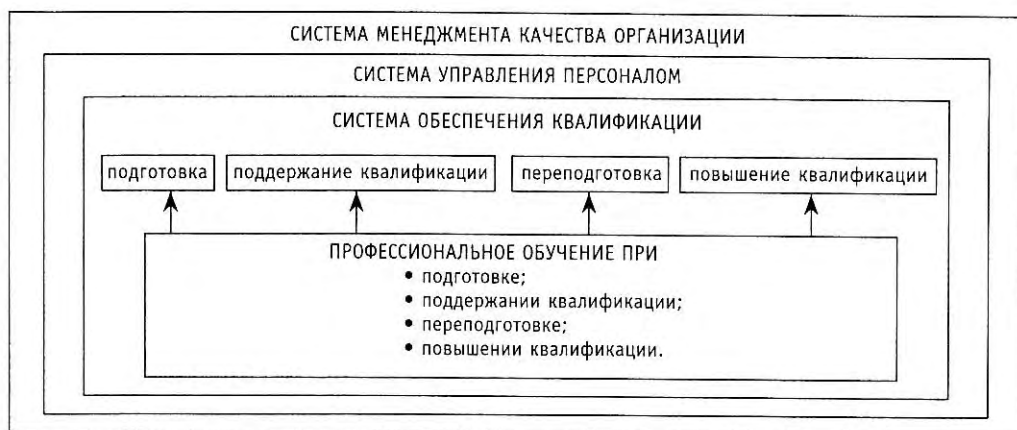 СИСТЕМА МЕНЕДЖМЕНТА КАЧЕСТВА ОРГАНИЗАЦИИ
СИСТЕМА УПРАВЛЕНИЯ ПЕРСОНАЛОМ
СИСТЕМА ОБЕСПЕЧЕНИЯ КВАЛИФИКАЦИИ
подготовка
поддержание квалификации
переподготовка
повышение квалификации
ПРОФЕССИОНАЛЬНОЕ ОБУЧЕНИЕ ПРИ
• подготовке;
• поддержании квалификации;
• переподготовке;
• повышении квалификации.